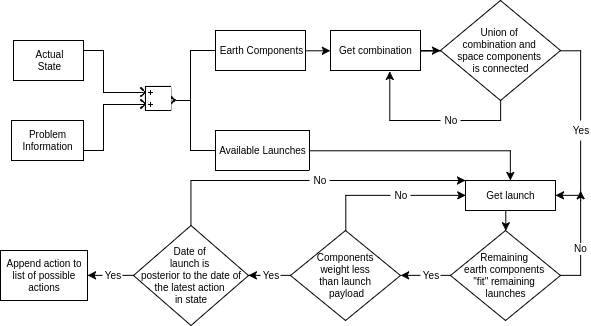 Actual
State
Problem
Information
+
+
Earth Components
Get combination
Union of
combination and
space components
is connected
No
Yes
Available Launches
Get launch
No
No
No
Remaining
earth components
"fit" remaining
launches
Yes
Components
weight less
than launch
payload
Yes
Date of
launch is
posterior to the date of
the latest action
in state
Yes
Append action to
list of possible
actions